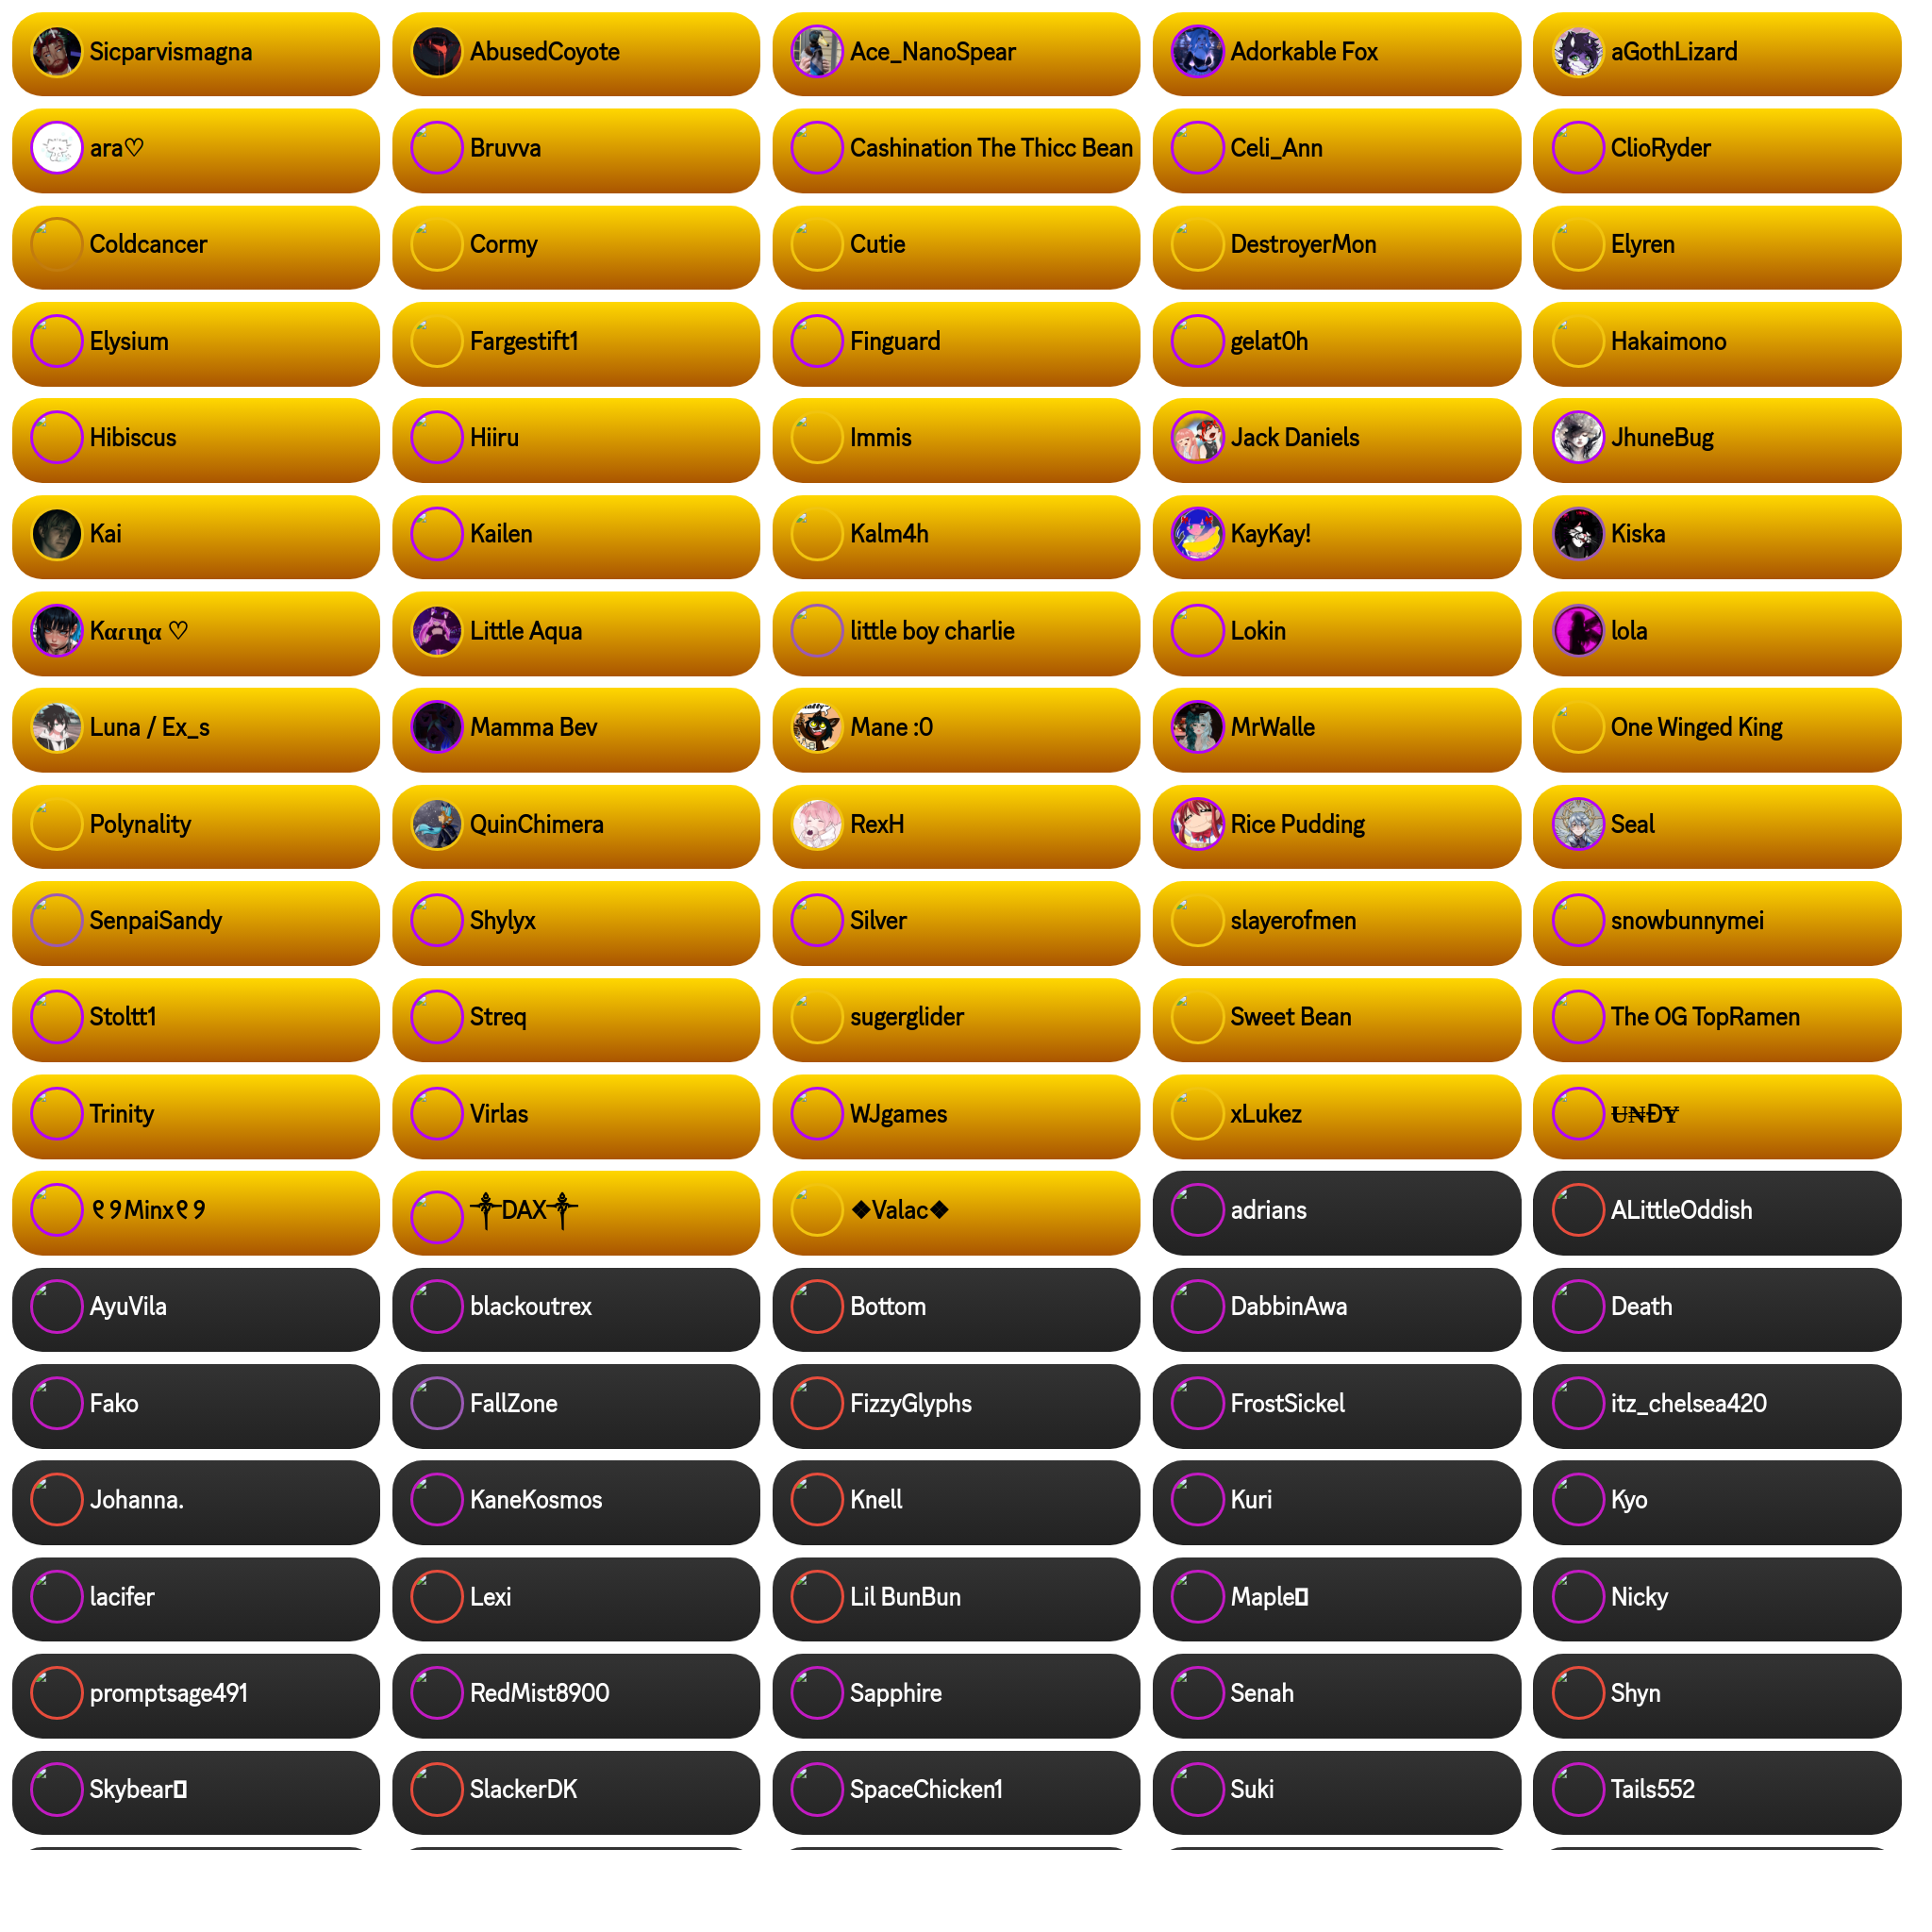 Sicparvismagna
AbusedCoyote
Ace_NanoSpear
Adorkable Fox
aGothLizard
ara♡
Bruvva
Cashination The Thicc Bean
Celi_Ann
ClioRyder
Coldcancer
Cormy
Cutie
DestroyerMon
Elyren
Elysium
Fargestift1
Finguard
gelat0h
Hakaimono
Hibiscus
Hiiru
Immis
Jack Daniels
JhuneBug
Kai
Kailen
Kalm4h
KayKay!
Kiska
Kαɾιɳα ♡
Little Aqua
little boy charlie
Lokin
lola
Luna / Ex_s
Mamma Bev
Mane :0
MrWalle
One Winged King
Polynality
QuinChimera
RexH
Rice Pudding
Seal
SenpaiSandy
Shylyx
Silver
slayerofmen
snowbunnymei
Stoltt1
Streq
sugerglider
Sweet Bean
The OG TopRamen
Trinity
Virlas
WJgames
xLukez
U̶N̶ĐY̶
୧୨Minx୧୨
༒DAX༒
❖Valac❖
adrians
ALittleOddish
AyuVila
blackoutrex
Bottom
DabbinAwa
Death
Fako
FallZone
FizzyGlyphs
FrostSickel
itz_chelsea420
Johanna.
KaneKosmos
Knell
Kuri
Kyo
lacifer
Lexi
Lil BunBun
Maple
Nicky
promptsage491
RedMist8900
Sapphire
Senah
Shyn
Skybear
SlackerDK
SpaceChicken1
Suki
Tails552